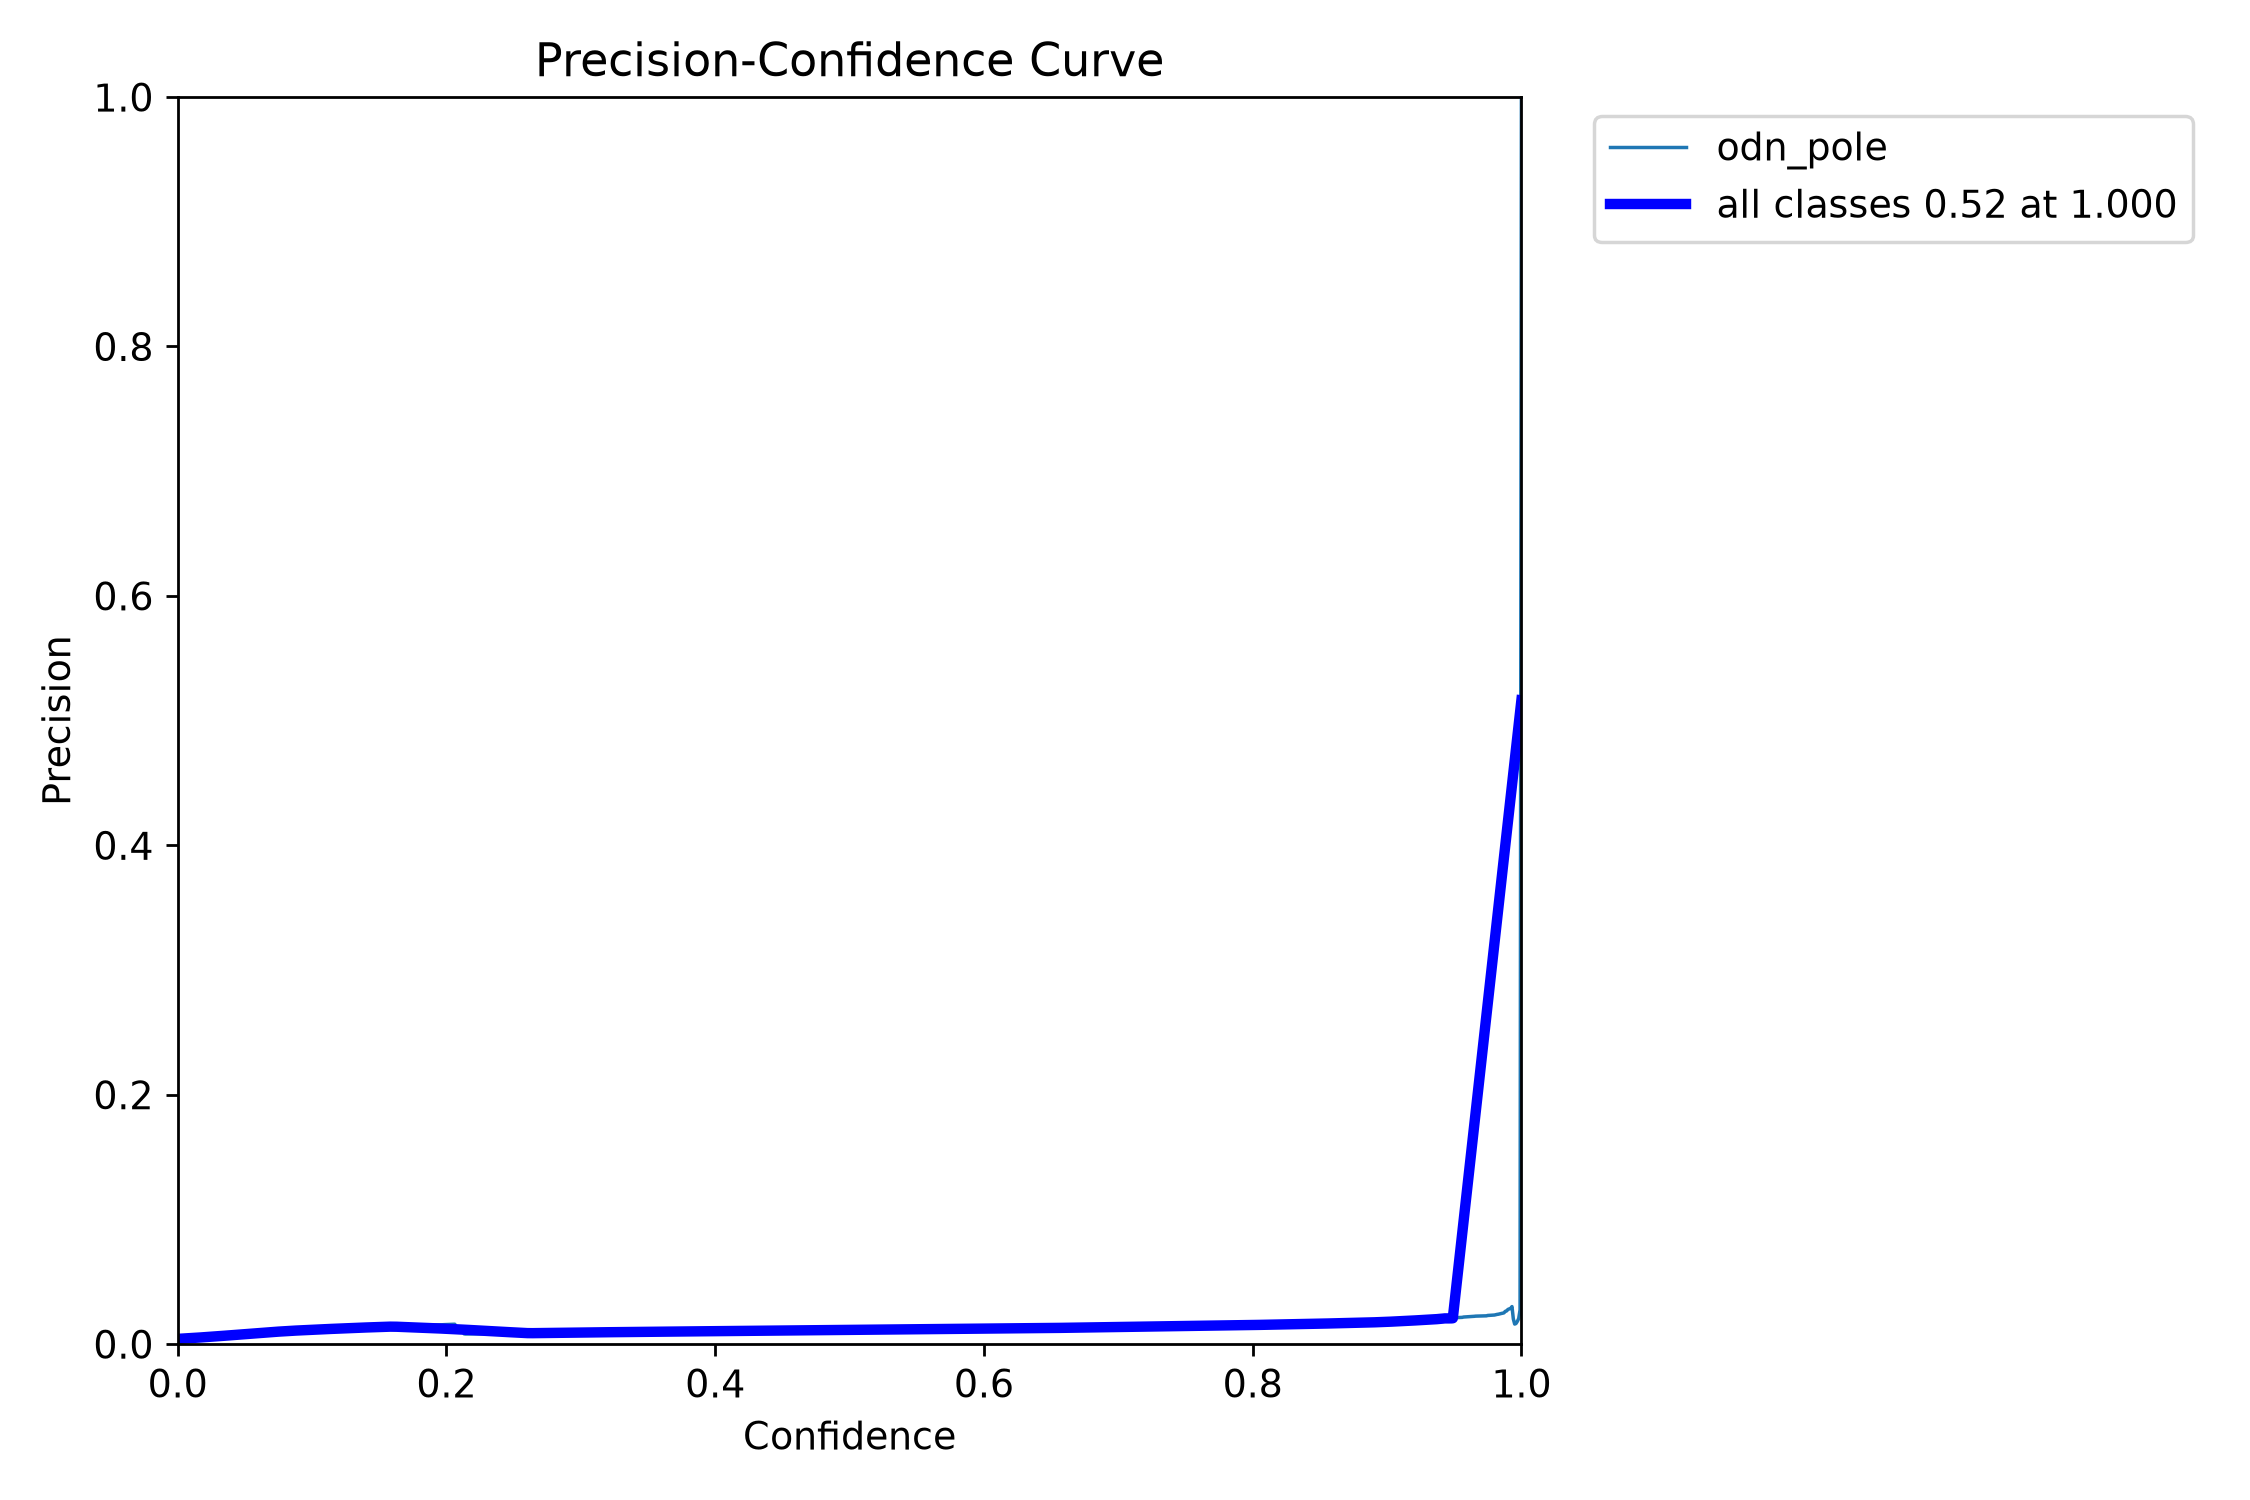 Precision-Confidence Curve
1.0
0.8
0.6
0.4
0.2
0.0
Precision
0.0 0.2 0.4 0.6 0.8 1.0
Confidence
odn_pole
all classes 0.52 at 1.000